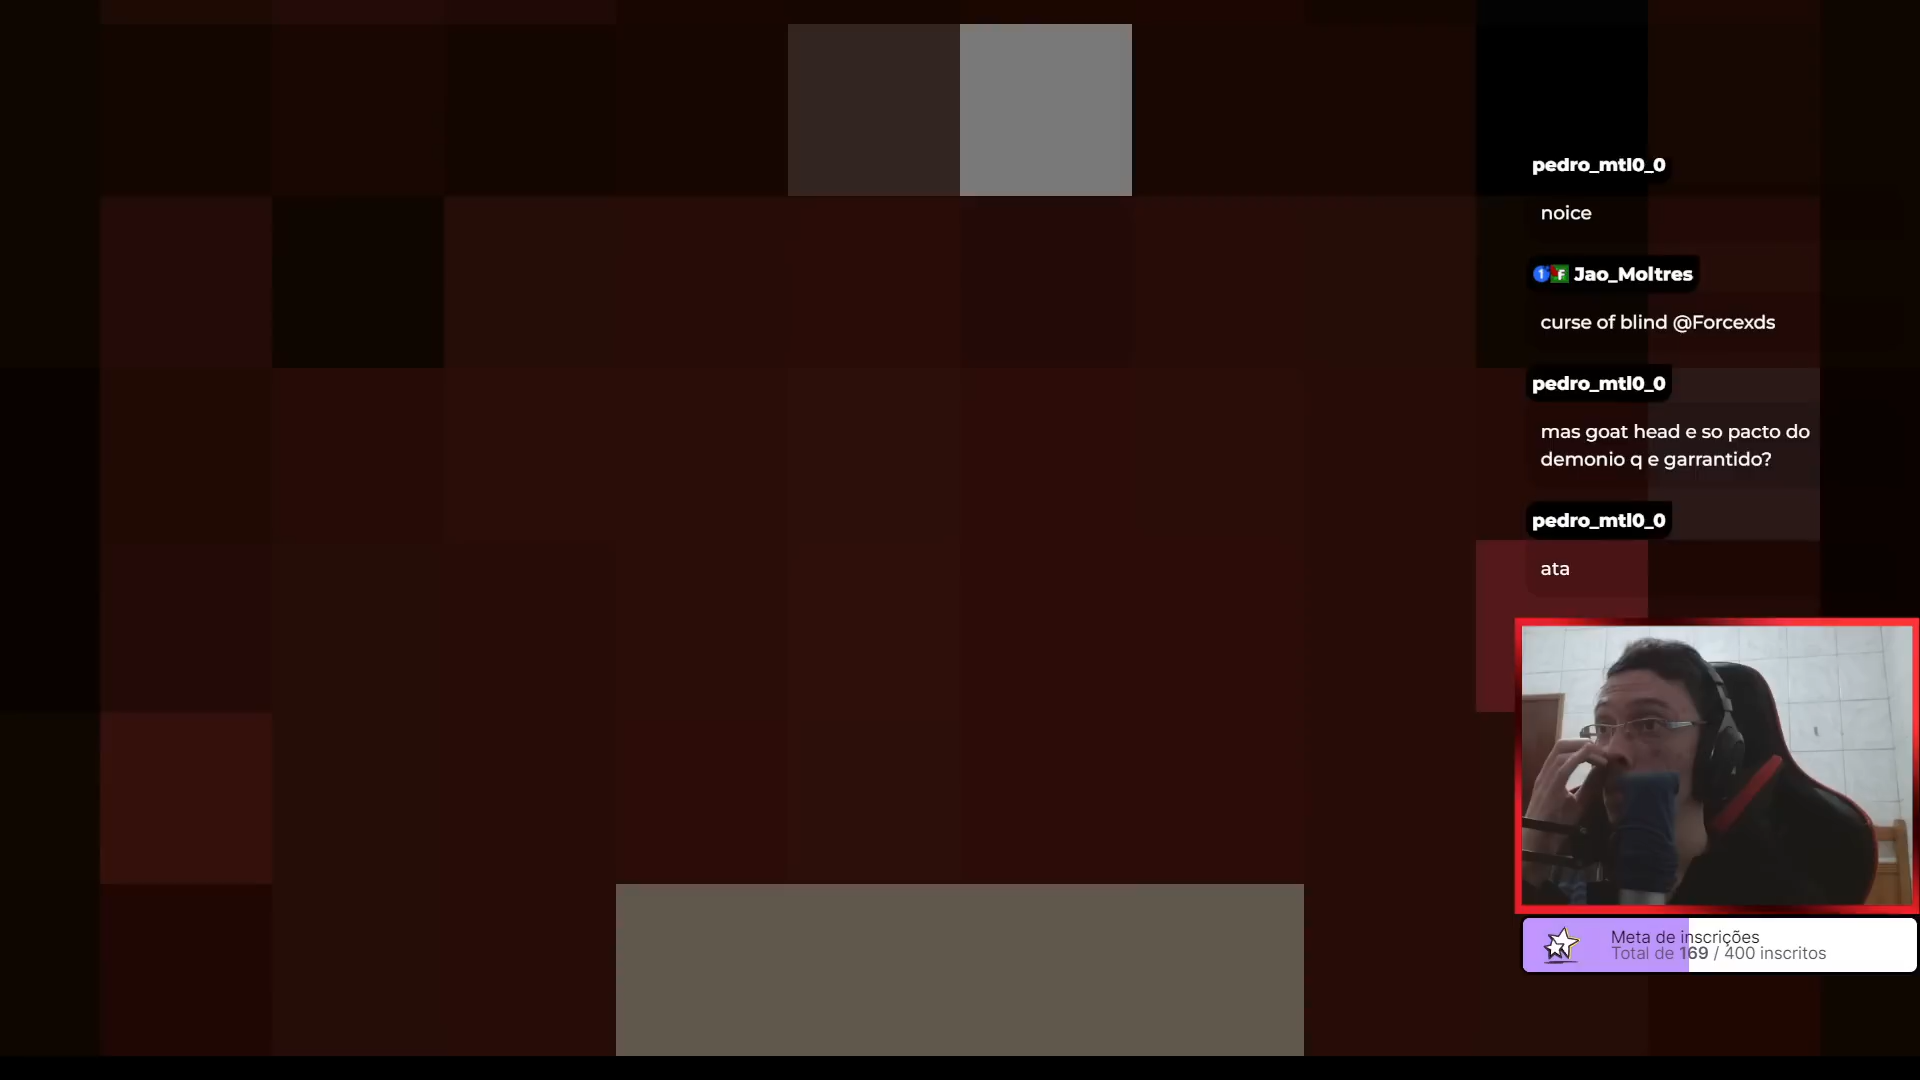 pedro_mtl0_0
noice
1 F Jao_Moltres
curse of blind @Forcexds
pedro_mtl0_0
mas goat head e so pacto do
demonio q e garrantido?
pedro_mtl0_0
ata
Meta de inscrições
Total de 169 / 400 inscritos